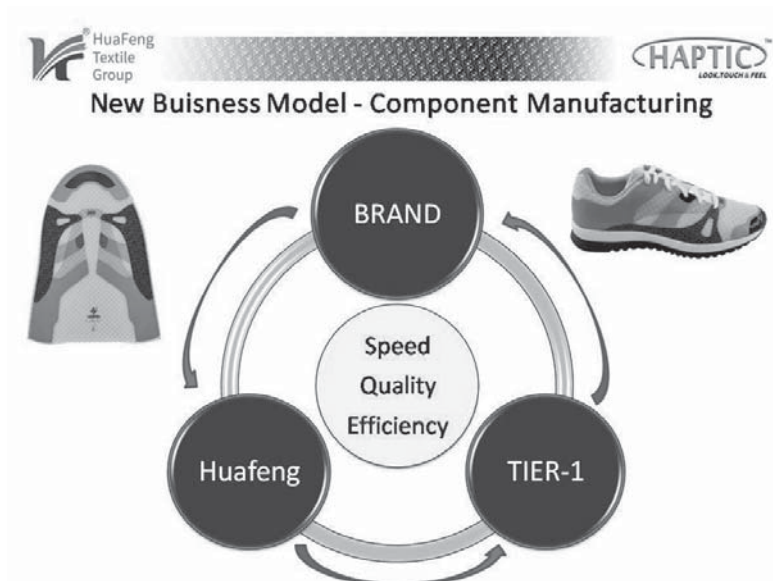 HuaFeng
Textile
Group
®
HAPTIC
™
LOOK,TOUCH & FEEL
New Buisness Model - Component Manufacturing
BRAND
Speed
Quality
Efficiency
Huafeng
TIER-1